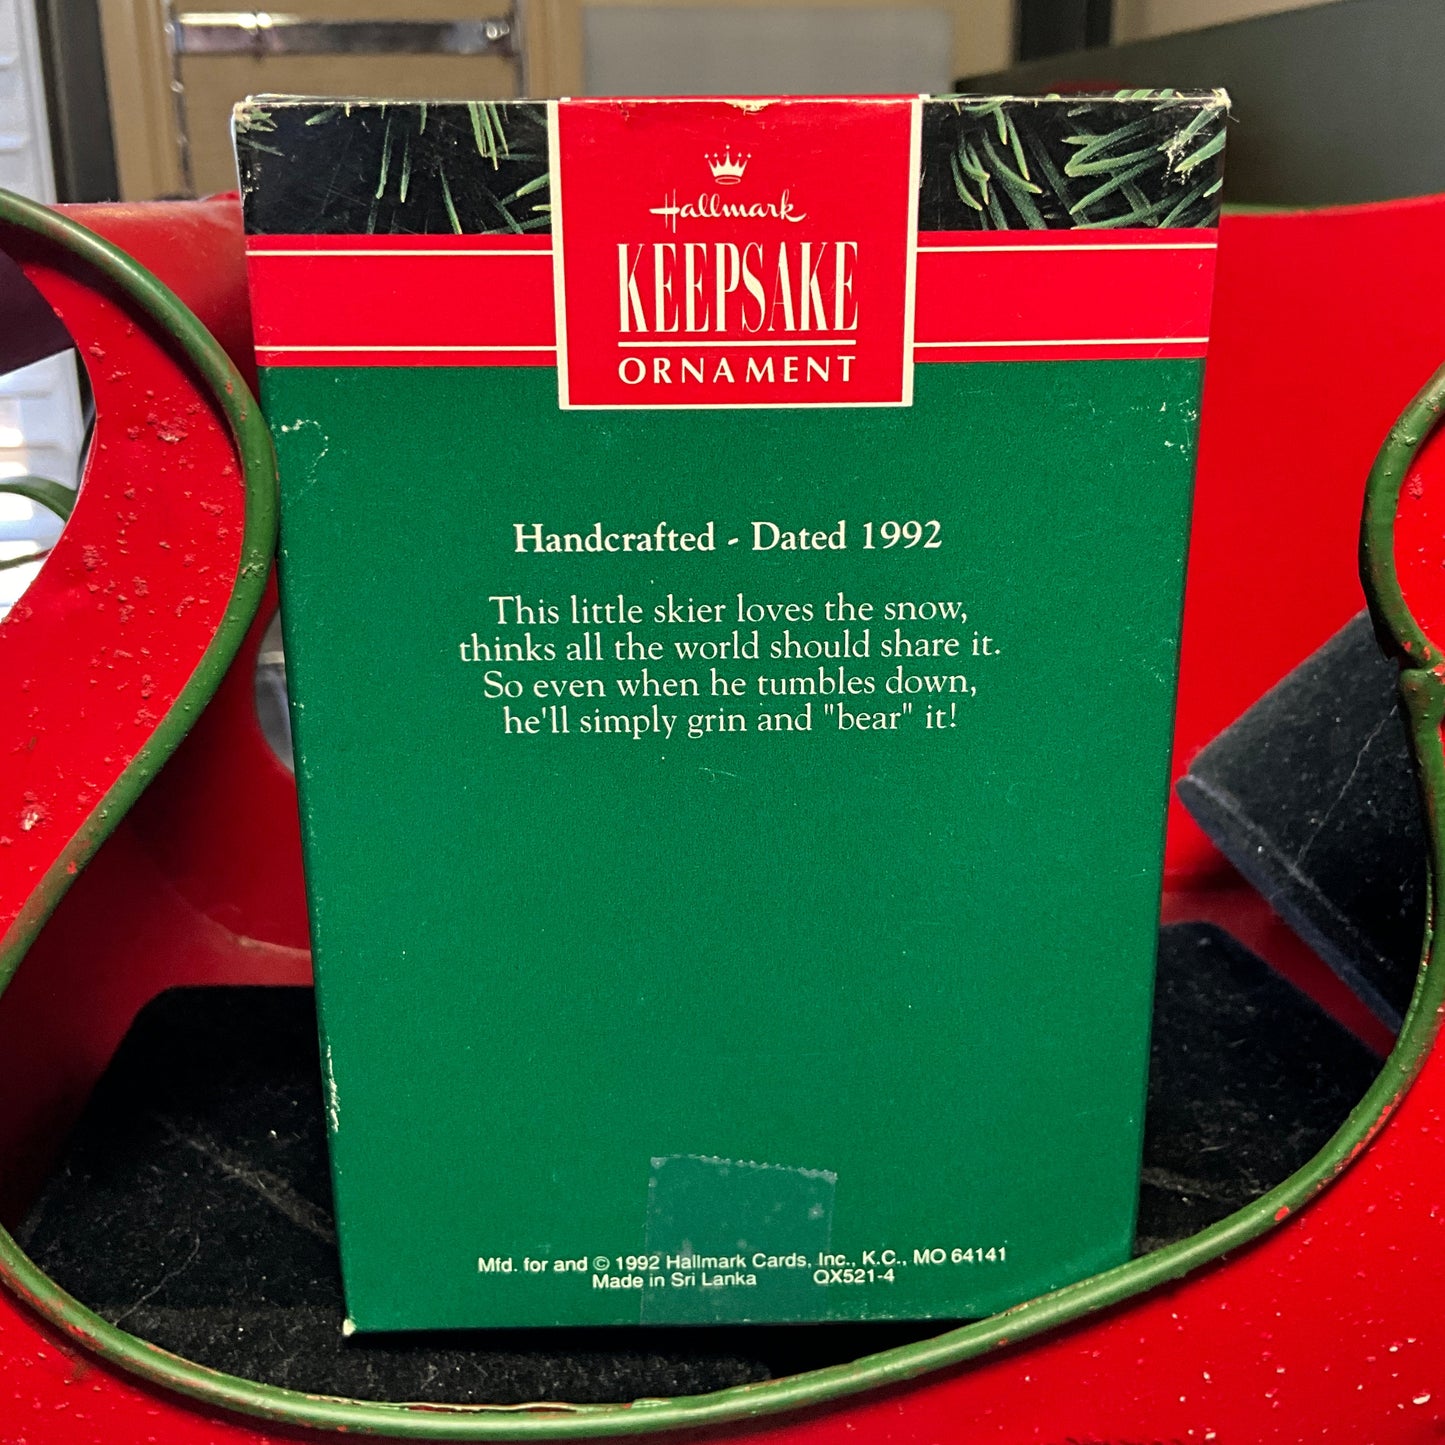 Hallmark
KEEPSAKE
ORNAMENT
Handcrafted - Dated 1992
This little skier loves the snow,
thinks all the world should share it.
So even when he tumbles down,
he'll simply grin and "bear" it!
Mfd. for and © 1992 Hallmark Cards, Inc., K.C., MO 64141
Made in Sri Lanka QX521-4